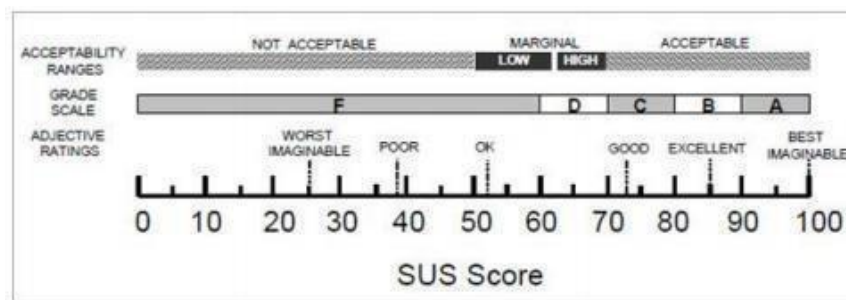 NOT ACCEPTABLE MARGINAL ACCEPTABLE
ACCEPTABILITY
RANGES
LOW HIGH
GRADE
SCALE
F D C B A
ADJECTIVE
RATINGS
WORST
IMAGINABLE
POOR OK GOOD EXCELLENT
BEST
IMAGINABLE
0 10 20 30 40 50 60 70 80 90 100
SUS Score